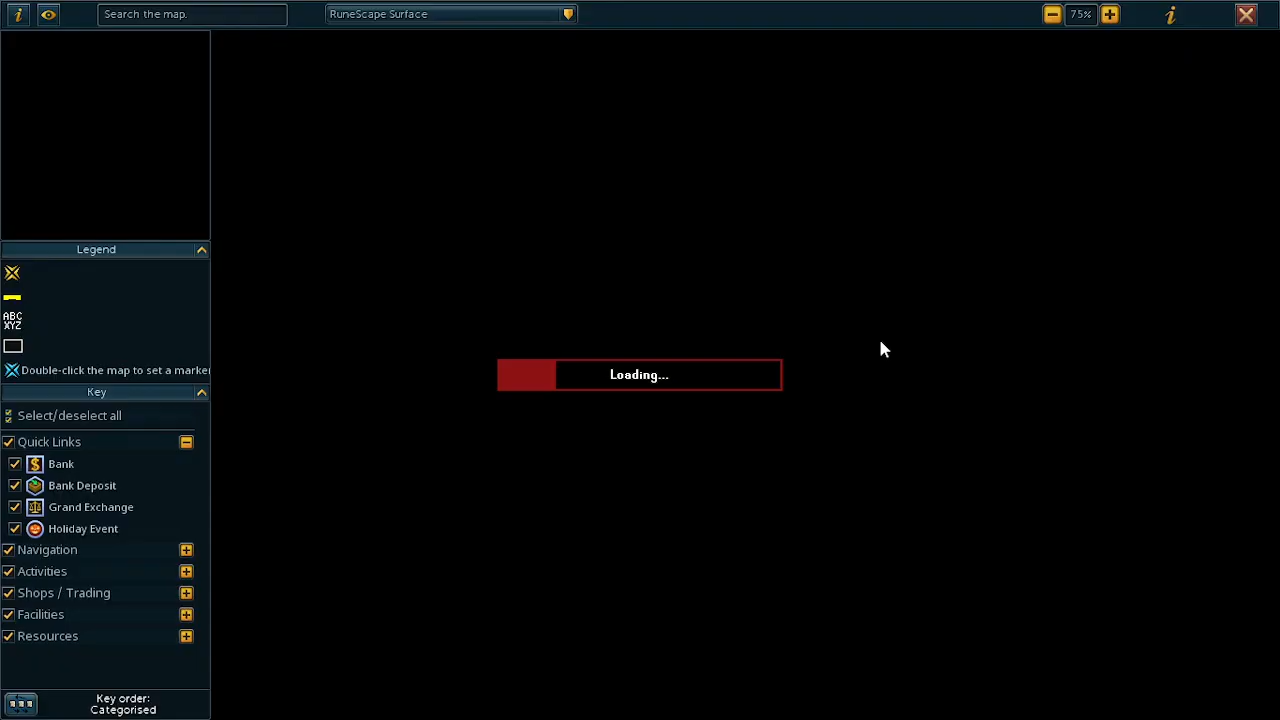 Search the map.
RuneScape Surface
75%
Legend
ABC
XYZ
Double-click the map to set a marker
Key
Select/deselect all
Quick Links
Bank
Bank Deposit
Grand Exchange
Holiday Event
Navigation
Activities
Shops / Trading
Facilities
Resources
Key order:
Categorised
Loading...